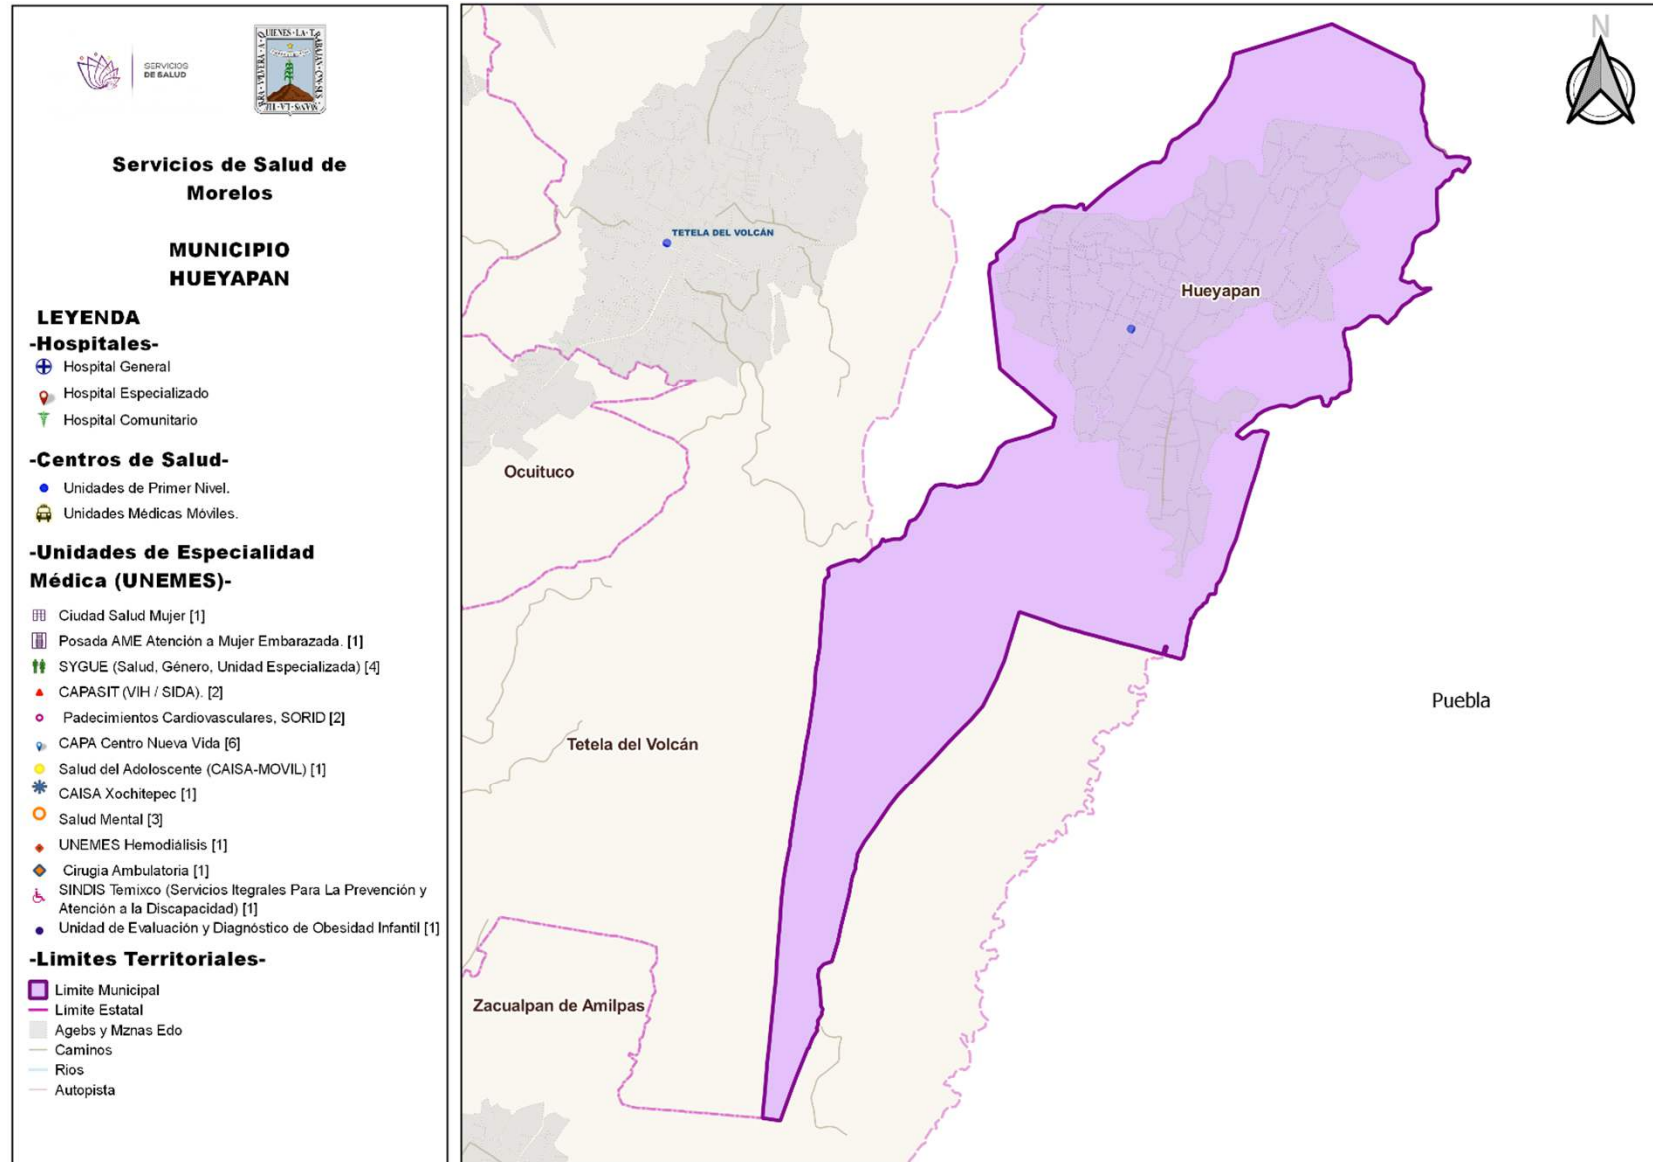 SERVICIOS
DE SALUD
Servicios de Salud de
Morelos
MUNICIPIO
HUEYAPAN
LEYENDA
-Hospitales-
Hospital General
Hospital Especializado
Hospital Comunitario
-Centros de Salud-
Unidades de Primer Nivel.
Unidades Médicas Móviles.
-Unidades de Especialidad
Médica (UNEMES)-
Ciudad Salud Mujer [1]
Posada AME Atención a Mujer Embarazada. [1]
SYGUE (Salud, Género, Unidad Especializada) [4]
CAPASIT (VIH / SIDA). [2]
Padecimientos Cardiovasculares, SORID [2]
CAPA Centro Nueva Vida [6]
Salud del Adoloscente (CAISA-MOVIL) [1]
CAISA Xochitepec [1]
Salud Mental [3]
UNEMES Hemodiálisis [1]
Cirugia Ambulatoria [1]
SINDIS Temixco (Servicios Itegrales Para La Prevención y
Atención a la Discapacidad) [1]
Unidad de Evaluación y Diagnóstico de Obesidad Infantil [1]
-Limites Territoriales-
Limite Municipal
Límite Estatal
Agebs y Mznas Edo
Caminos
Rios
Autopista
N
TETELA DEL VOLCÁN
Hueyapan
Ocuituco
Puebla
Tetela del Volcán
Zacualpan de Amilpas